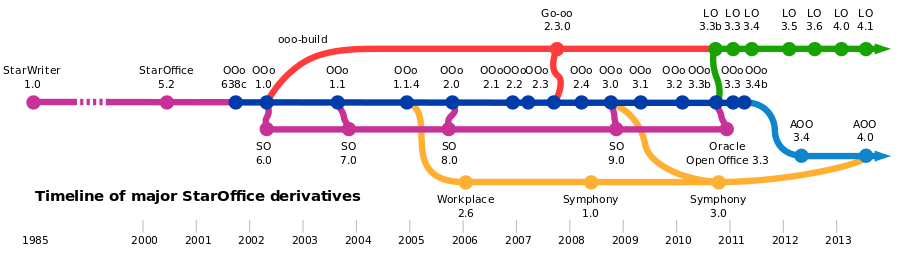 Go-oo
2.3.0
LO LO LO LO LO LO LO
3.3b 3.3 3.4 3.5 3.6 4.0 4.1
ooo-build
StarWriter
1.0
StarOffice
5.2
OOo OOo OOo OOo OOo OOo OOo OOo OOo OOo OOo OOo OOo OOo OOo
638c 1.0 1.1 1.1.4 2.0 2.1 2.2 2.3 2.4 3.0 3.1 3.2 3.3b 3.3 3.4b
AOO AOO
3.4 4.0
SO SO SO SO
6.0 7.0 8.0 9.0
Oracle
Open Office 3.3
Workplace
2.6
Symphony
1.0
Symphony
3.0
Timeline of major StarOffice derivatives
1985 2000 2001 2002 2003 2004 2005 2006 2007 2008 2009 2010 2011 2012 2013